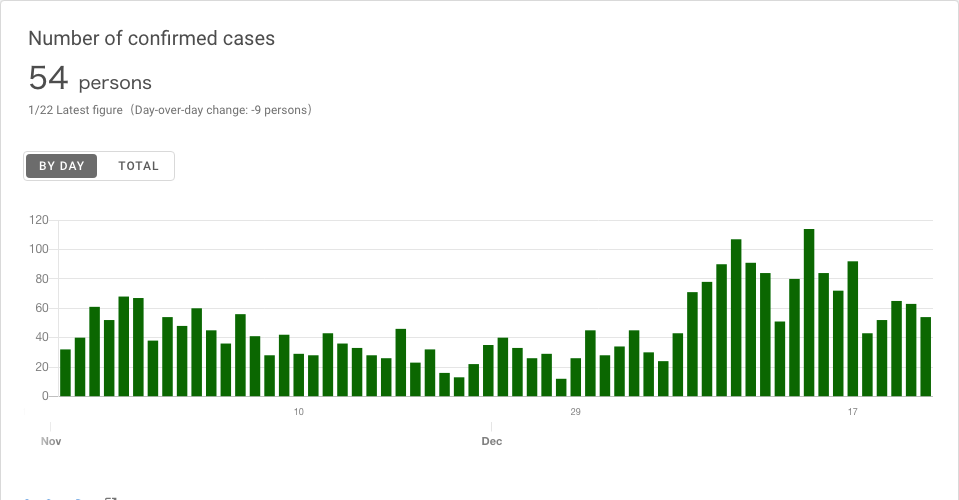 Number of confirmed cases
54 persons
1/22 Latest figure（Day-over-day change: -9 persons）
BY DAY TOTAL
120
100
80
60
40
20
0
10 29 17
Nov Dec